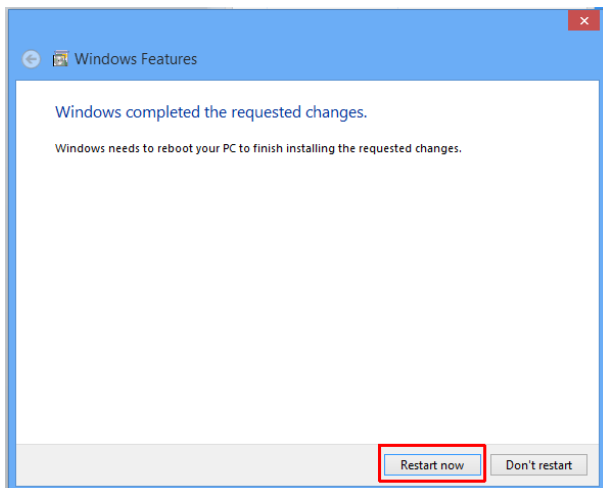 Windows Features
Windows completed the requested changes.
Windows needs to reboot your PC to finish installing the requested changes.
Restart now
Don't restart